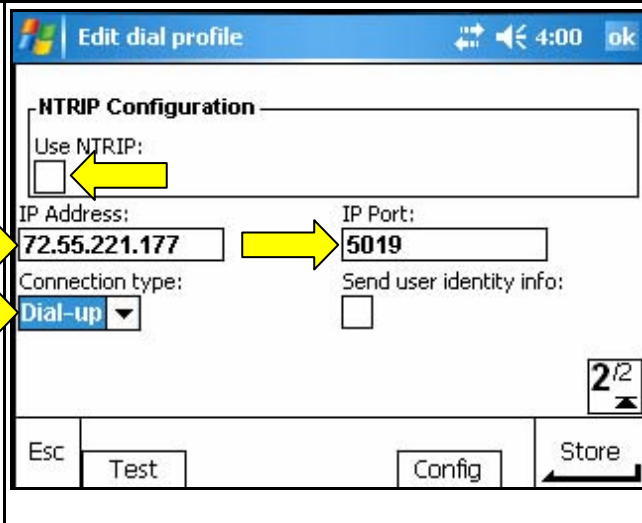 Edit dial profile 4:00 ok
NTRIP Configuration
Use NTRIP:
IP Address: IP Port:
72.55.221.177 5019
Connection type: Send user identity info:
Dial-up
2/2
Esc Test Config Store